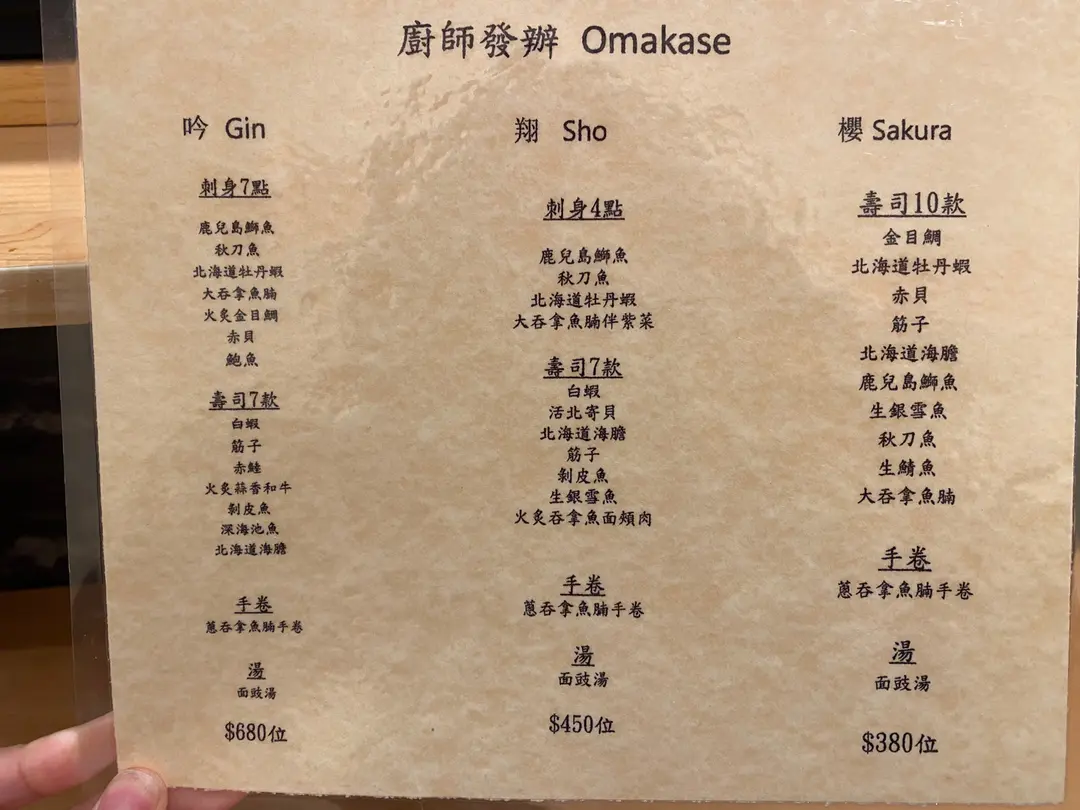 廚師發辦 Omakase
吟 Gin
刺身7點
鹿兒島鰤魚
秋刀魚
北海道牡丹蝦
大吞拿魚腩
火炙金目鯛
赤貝
鮑魚
壽司7款
白蝦
筋子
赤鯥
火炙蒜香和牛
剝皮魚
深海池魚
北海道海膽
手卷
蔥吞拿魚腩手卷
湯
面豉湯
$680位
翔 Sho
刺身4點
鹿兒島鰤魚
秋刀魚
北海道牡丹蝦
大吞拿魚腩伴紫菜
壽司7款
白蝦
活北寄貝
北海道海膽
筋子
剝皮魚
生銀雪魚
火炙吞拿魚面頰肉
手卷
蔥吞拿魚腩手卷
湯
面豉湯
$450位
櫻 Sakura
壽司10款
金目鯛
北海道牡丹蝦
赤貝
筋子
北海道海膽
鹿兒島鰤魚
生銀雪魚
秋刀魚
生鯖魚
大吞拿魚腩
手卷
蔥吞拿魚腩手卷
湯
面豉湯
$380位